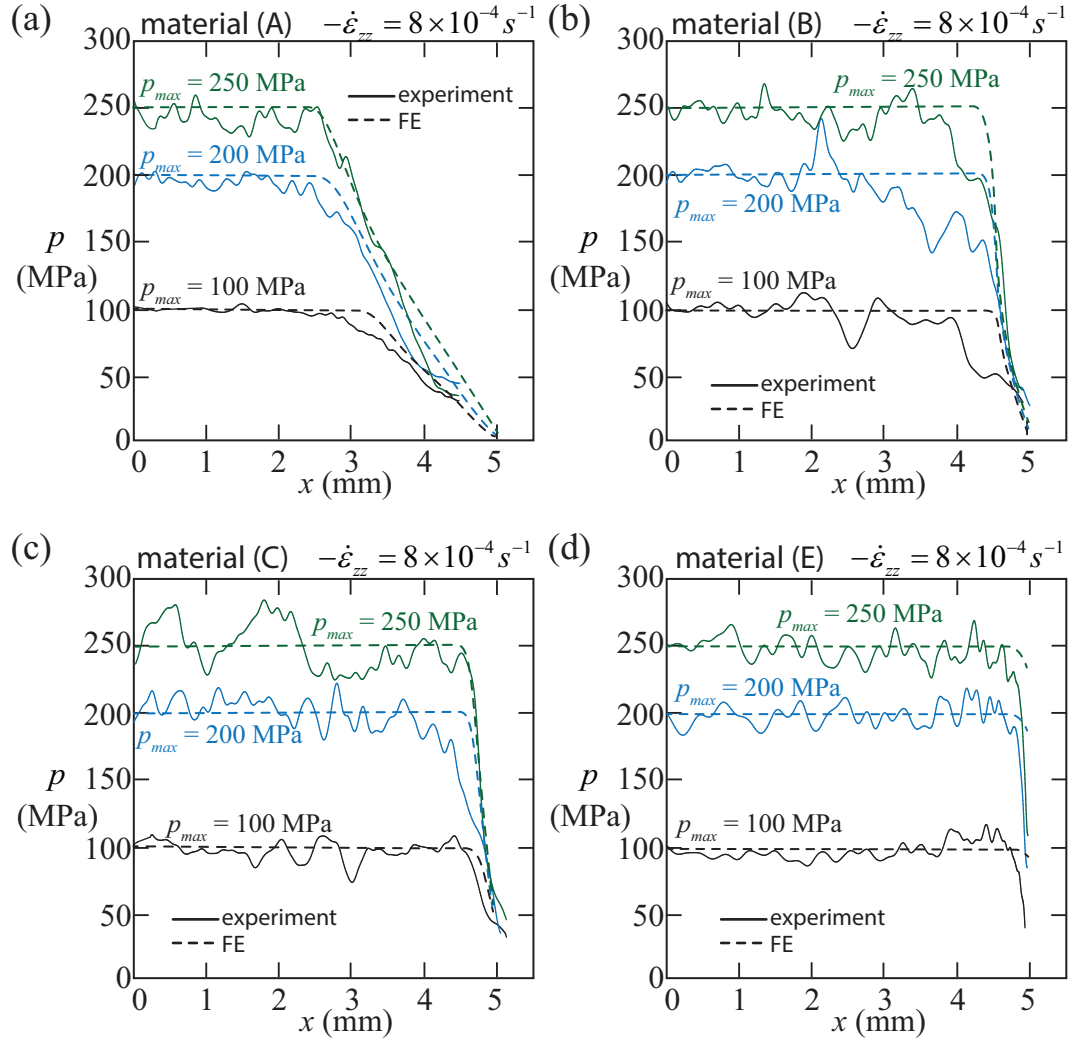 (a)
material (A)
−ε̇zz = 8×10⁻⁴ s⁻¹
300
250
200
150
100
50
0
p
(MPa)
pmax = 250 MPa
pmax = 200 MPa
pmax = 100 MPa
experiment
FE
0 1 2 3 4 5
x (mm)
(b)
material (B)
−ε̇zz = 8×10⁻⁴ s⁻¹
300
250
200
150
100
50
0
p
(MPa)
pmax = 250 MPa
pmax = 200 MPa
pmax = 100 MPa
experiment
FE
0 1 2 3 4 5
x (mm)
(c)
material (C)
−ε̇zz = 8×10⁻⁴ s⁻¹
300
250
200
150
100
50
0
p
(MPa)
pmax = 250 MPa
pmax = 200 MPa
pmax = 100 MPa
experiment
FE
0 1 2 3 4 5
x (mm)
(d)
material (E)
−ε̇zz = 8×10⁻⁴ s⁻¹
300
250
200
150
100
50
0
p
(MPa)
pmax = 250 MPa
pmax = 200 MPa
pmax = 100 MPa
experiment
FE
0 1 2 3 4 5
x (mm)